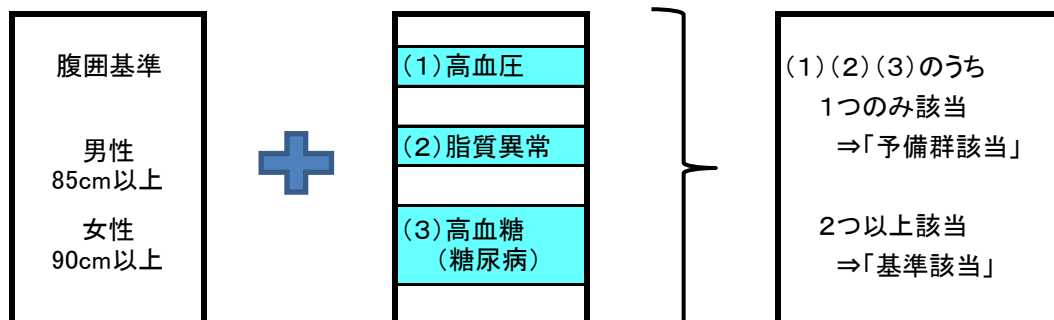 腹囲基準
男性
85cm以上
女性
90cm以上
(1)高血圧
(2)脂質異常
(3)高血糖
(糖尿病)
(1)(2)(3)のうち
1つのみ該当
⇒「予備群該当」
2つ以上該当
⇒「基準該当」